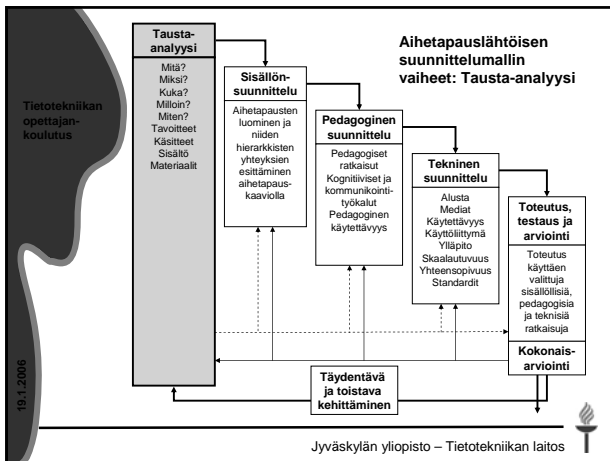 Aihetapauslähtöisen
suunnittelumallin
vaiheet: Tausta-analyysi
Tietotekniikan
opettajan-
koulutus
19.1.2006
Tausta-
analyysi
Mitä?
Miksi?
Kuka?
Milloin?
Miten?
Tavoitteet
Käsitteet
Sisältö
Materiaalit
Sisällön-
suunnittelu
Aihetapausten
luominen ja
niiden
hierarkkisten
yhteyksien
esittäminen
aihetapaus-
kaaviolla
Pedagoginen
suunnittelu
Pedagogiset
ratkaisut
Kognitiiviset ja
kommunikointi-
työkalut
Pedagoginen
käytettävyys
Tekninen
suunnittelu
Alusta
Mediat
Käytettävyys
Käyttöliittymä
Ylläpito
Skaalautuvuus
Yhteensopivuus
Standardit
Toteutus,
testaus ja
arviointi
Toteutus
käyttäen
valittuja
sisällöllisiä,
pedagogisia
ja teknisiä
ratkaisuja
Kokonais-
arviointi
Täydentävä
ja toistava
kehittäminen
Jyväskylän yliopisto – Tietotekniikan laitos